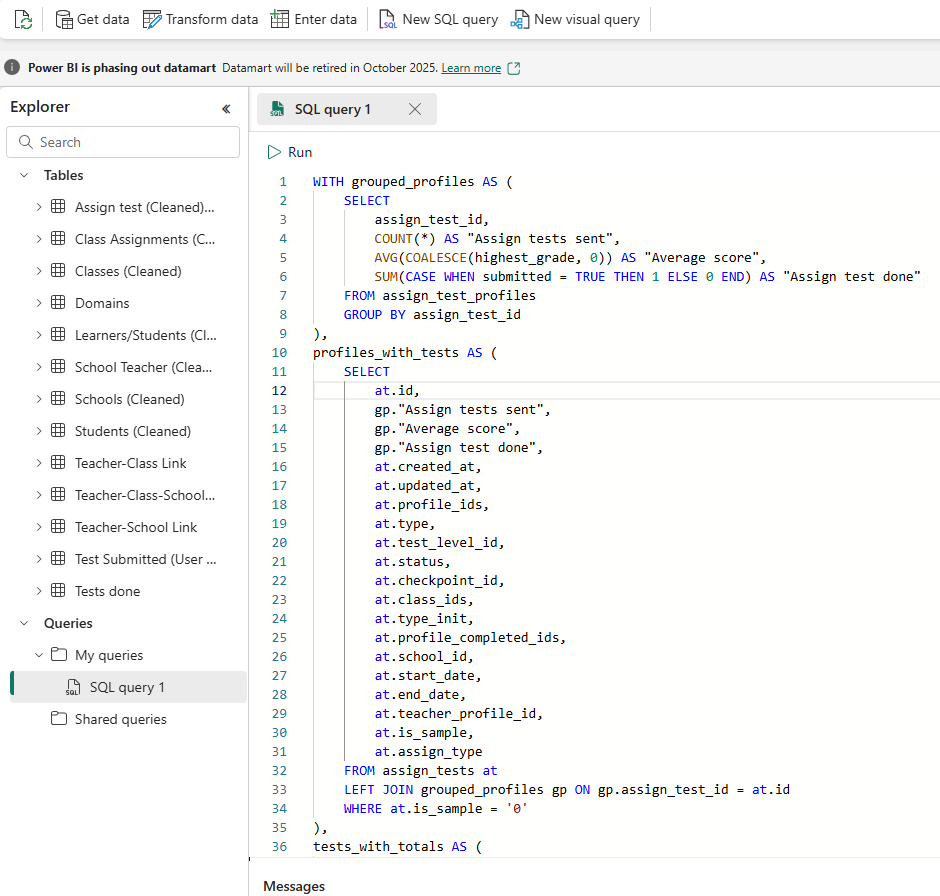 Get data Transform data Enter data New SQL query New visual query
Power BI is phasing out datamart Datamart will be retired in October 2025. Learn more
Explorer
Search
Tables
Assign test (Cleaned)...
Class Assignments (C...
Classes (Cleaned)
Domains
Learners/Students (Cl...
School Teacher (Clea...
Schools (Cleaned)
Students (Cleaned)
Teacher-Class Link
Teacher-Class-School...
Teacher-School Link
Test Submitted (User ...
Tests done
Queries
My queries
SQL query 1
Shared queries
SQL query 1
Run
1 WITH grouped_profiles AS (
2 SELECT
3 assign_test_id,
4 COUNT(*) AS "Assign tests sent",
5 AVG(COALESCE(highest_grade, 0)) AS "Average score",
6 SUM(CASE WHEN submitted = TRUE THEN 1 ELSE 0 END) AS "Assign test done"
7 FROM assign_test_profiles
8 GROUP BY assign_test_id
9 ),
10 profiles_with_tests AS (
11 SELECT
12 at.id,
13 gp."Assign tests sent",
14 gp."Average score",
15 gp."Assign test done",
16 at.created_at,
17 at.updated_at,
18 at.profile_ids,
19 at.type,
20 at.test_level_id,
21 at.status,
22 at.checkpoint_id,
23 at.class_ids,
24 at.type_init,
25 at.profile_completed_ids,
26 at.school_id,
27 at.start_date,
28 at.end_date,
29 at.teacher_profile_id,
30 at.is_sample,
31 at.assign_type
32 FROM assign_tests at
33 LEFT JOIN grouped_profiles gp ON gp.assign_test_id = at.id
34 WHERE at.is_sample = '0'
35 ),
36 tests_with_totals AS (
Messages